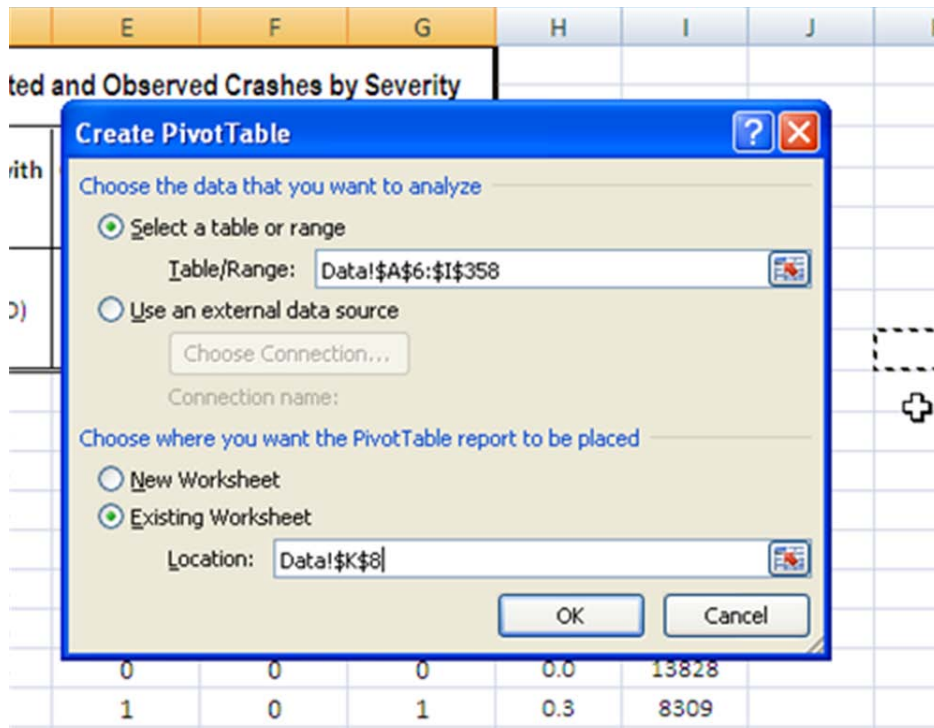 E F G H I J
ted and Observed Crashes by Severity
Create PivotTable
with
Choose the data that you want to analyze
Select a table or range
Table/Range: Data!$A$6:$I$358
Use an external data source
Choose Connection...
Connection name:
Choose where you want the PivotTable report to be placed
New Worksheet
Existing Worksheet
Location: Data!$K$8
OK Cancel
0 0 0 0.0 13828
1 0 1 0.3 8309